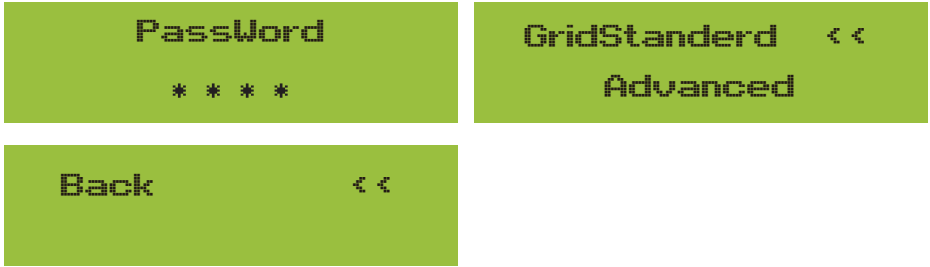 PassWord
* * * *
GridStanderd <<
Advanced
Back <<